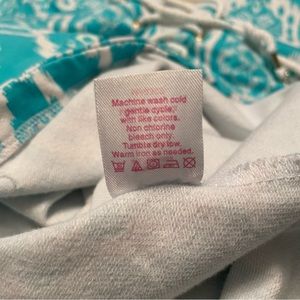 Machine wash cold
gentle cycle,
with like colors.
Non chlorine
bleach only.
Tumble dry low.
Warm iron as needed.